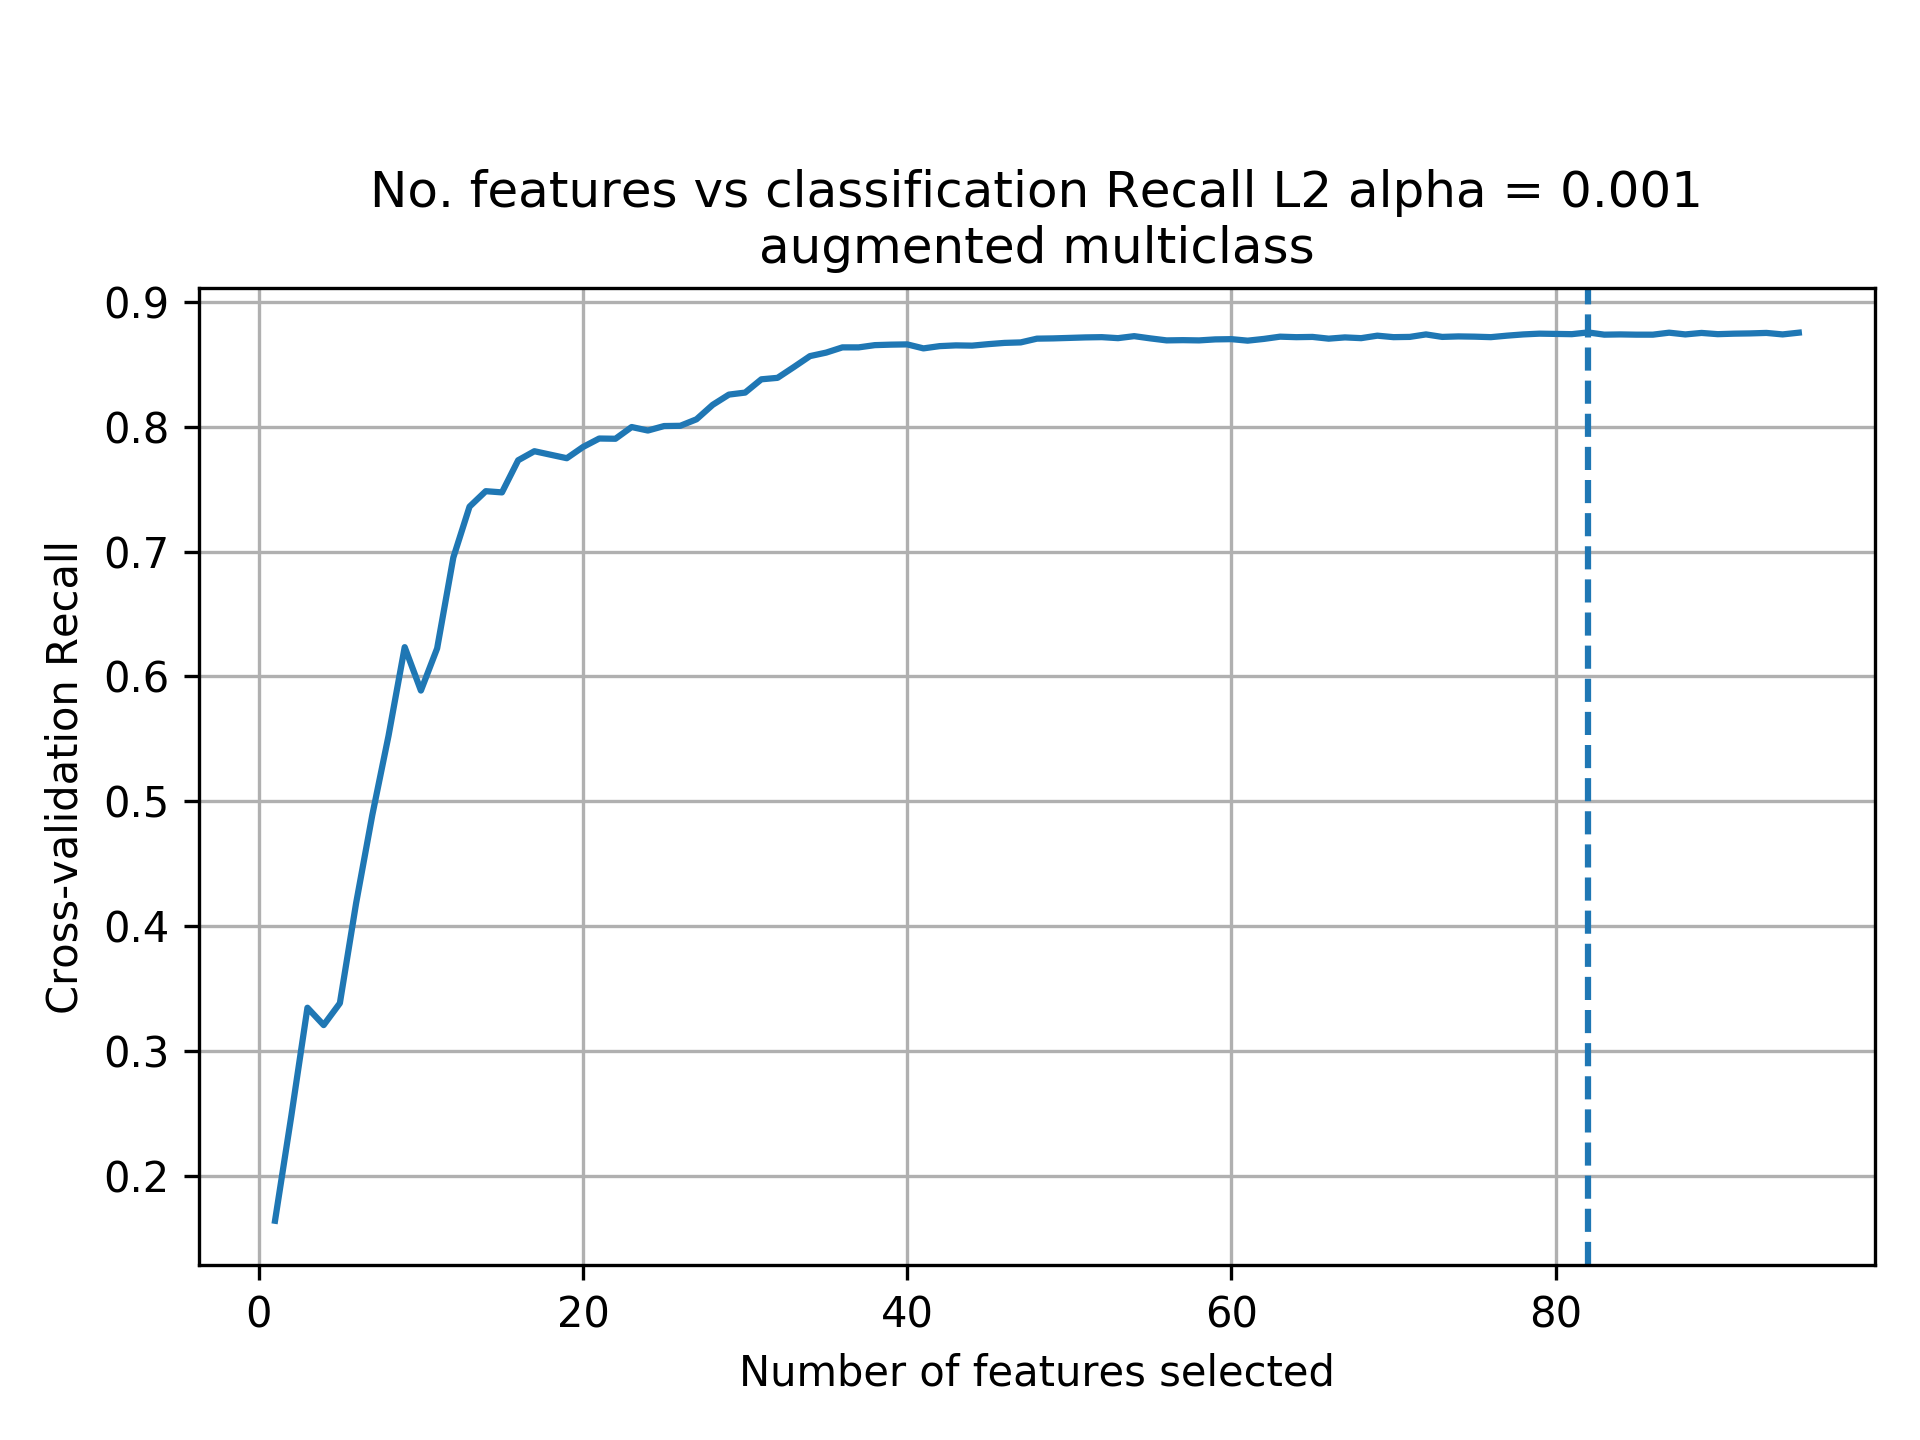 No. features vs classification Recall L2 alpha = 0.001
augmented multiclass
0.9
0.8
0.7
0.6
0.5
0.4
0.3
0.2
Cross-validation Recall
0 20 40 60 80
Number of features selected